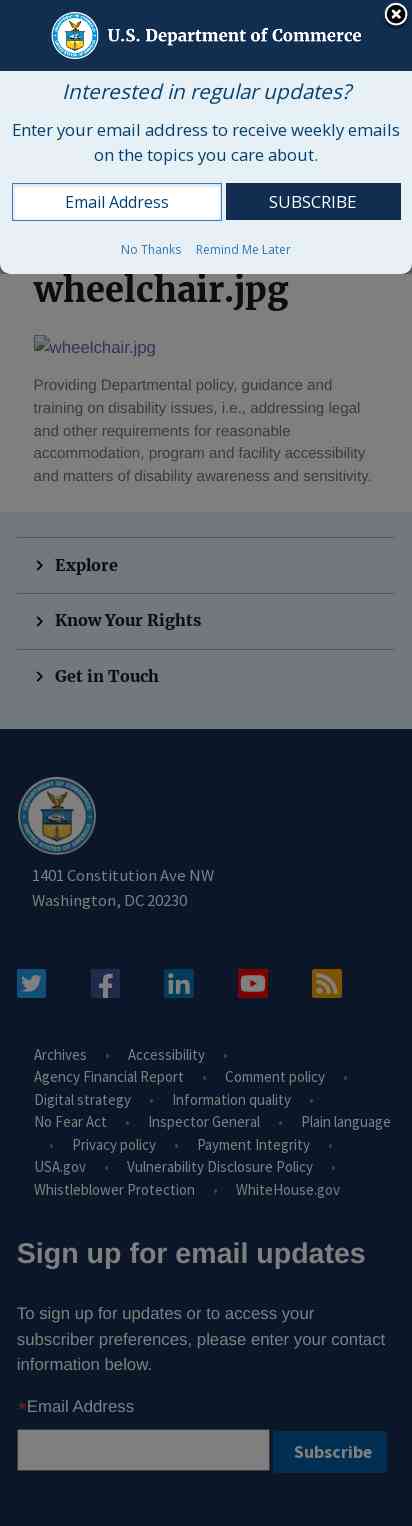 U.S. Department of Commerce
Interested in regular updates?
Enter your email address to receive weekly emails
on the topics you care about.
Email Address SUBSCRIBE
No Thanks Remind Me Later
wheelchair.jpg
wheelchair.jpg
Providing Departmental policy, guidance and
training on disability issues, i.e., addressing legal
and other requirements for reasonable
accommodation, program and facility accessibility
and matters of disability awareness and sensitivity.
Explore
Know Your Rights
Get in Touch
1401 Constitution Ave NW
Washington, DC 20230
Archives • Accessibility •
Agency Financial Report • Comment policy •
Digital strategy • Information quality •
No Fear Act • Inspector General • Plain language
• Privacy policy • Payment Integrity •
USA.gov • Vulnerability Disclosure Policy •
Whistleblower Protection • WhiteHouse.gov
Sign up for email updates
To sign up for updates or to access your
subscriber preferences, please enter your contact
information below.
*Email Address
Subscribe